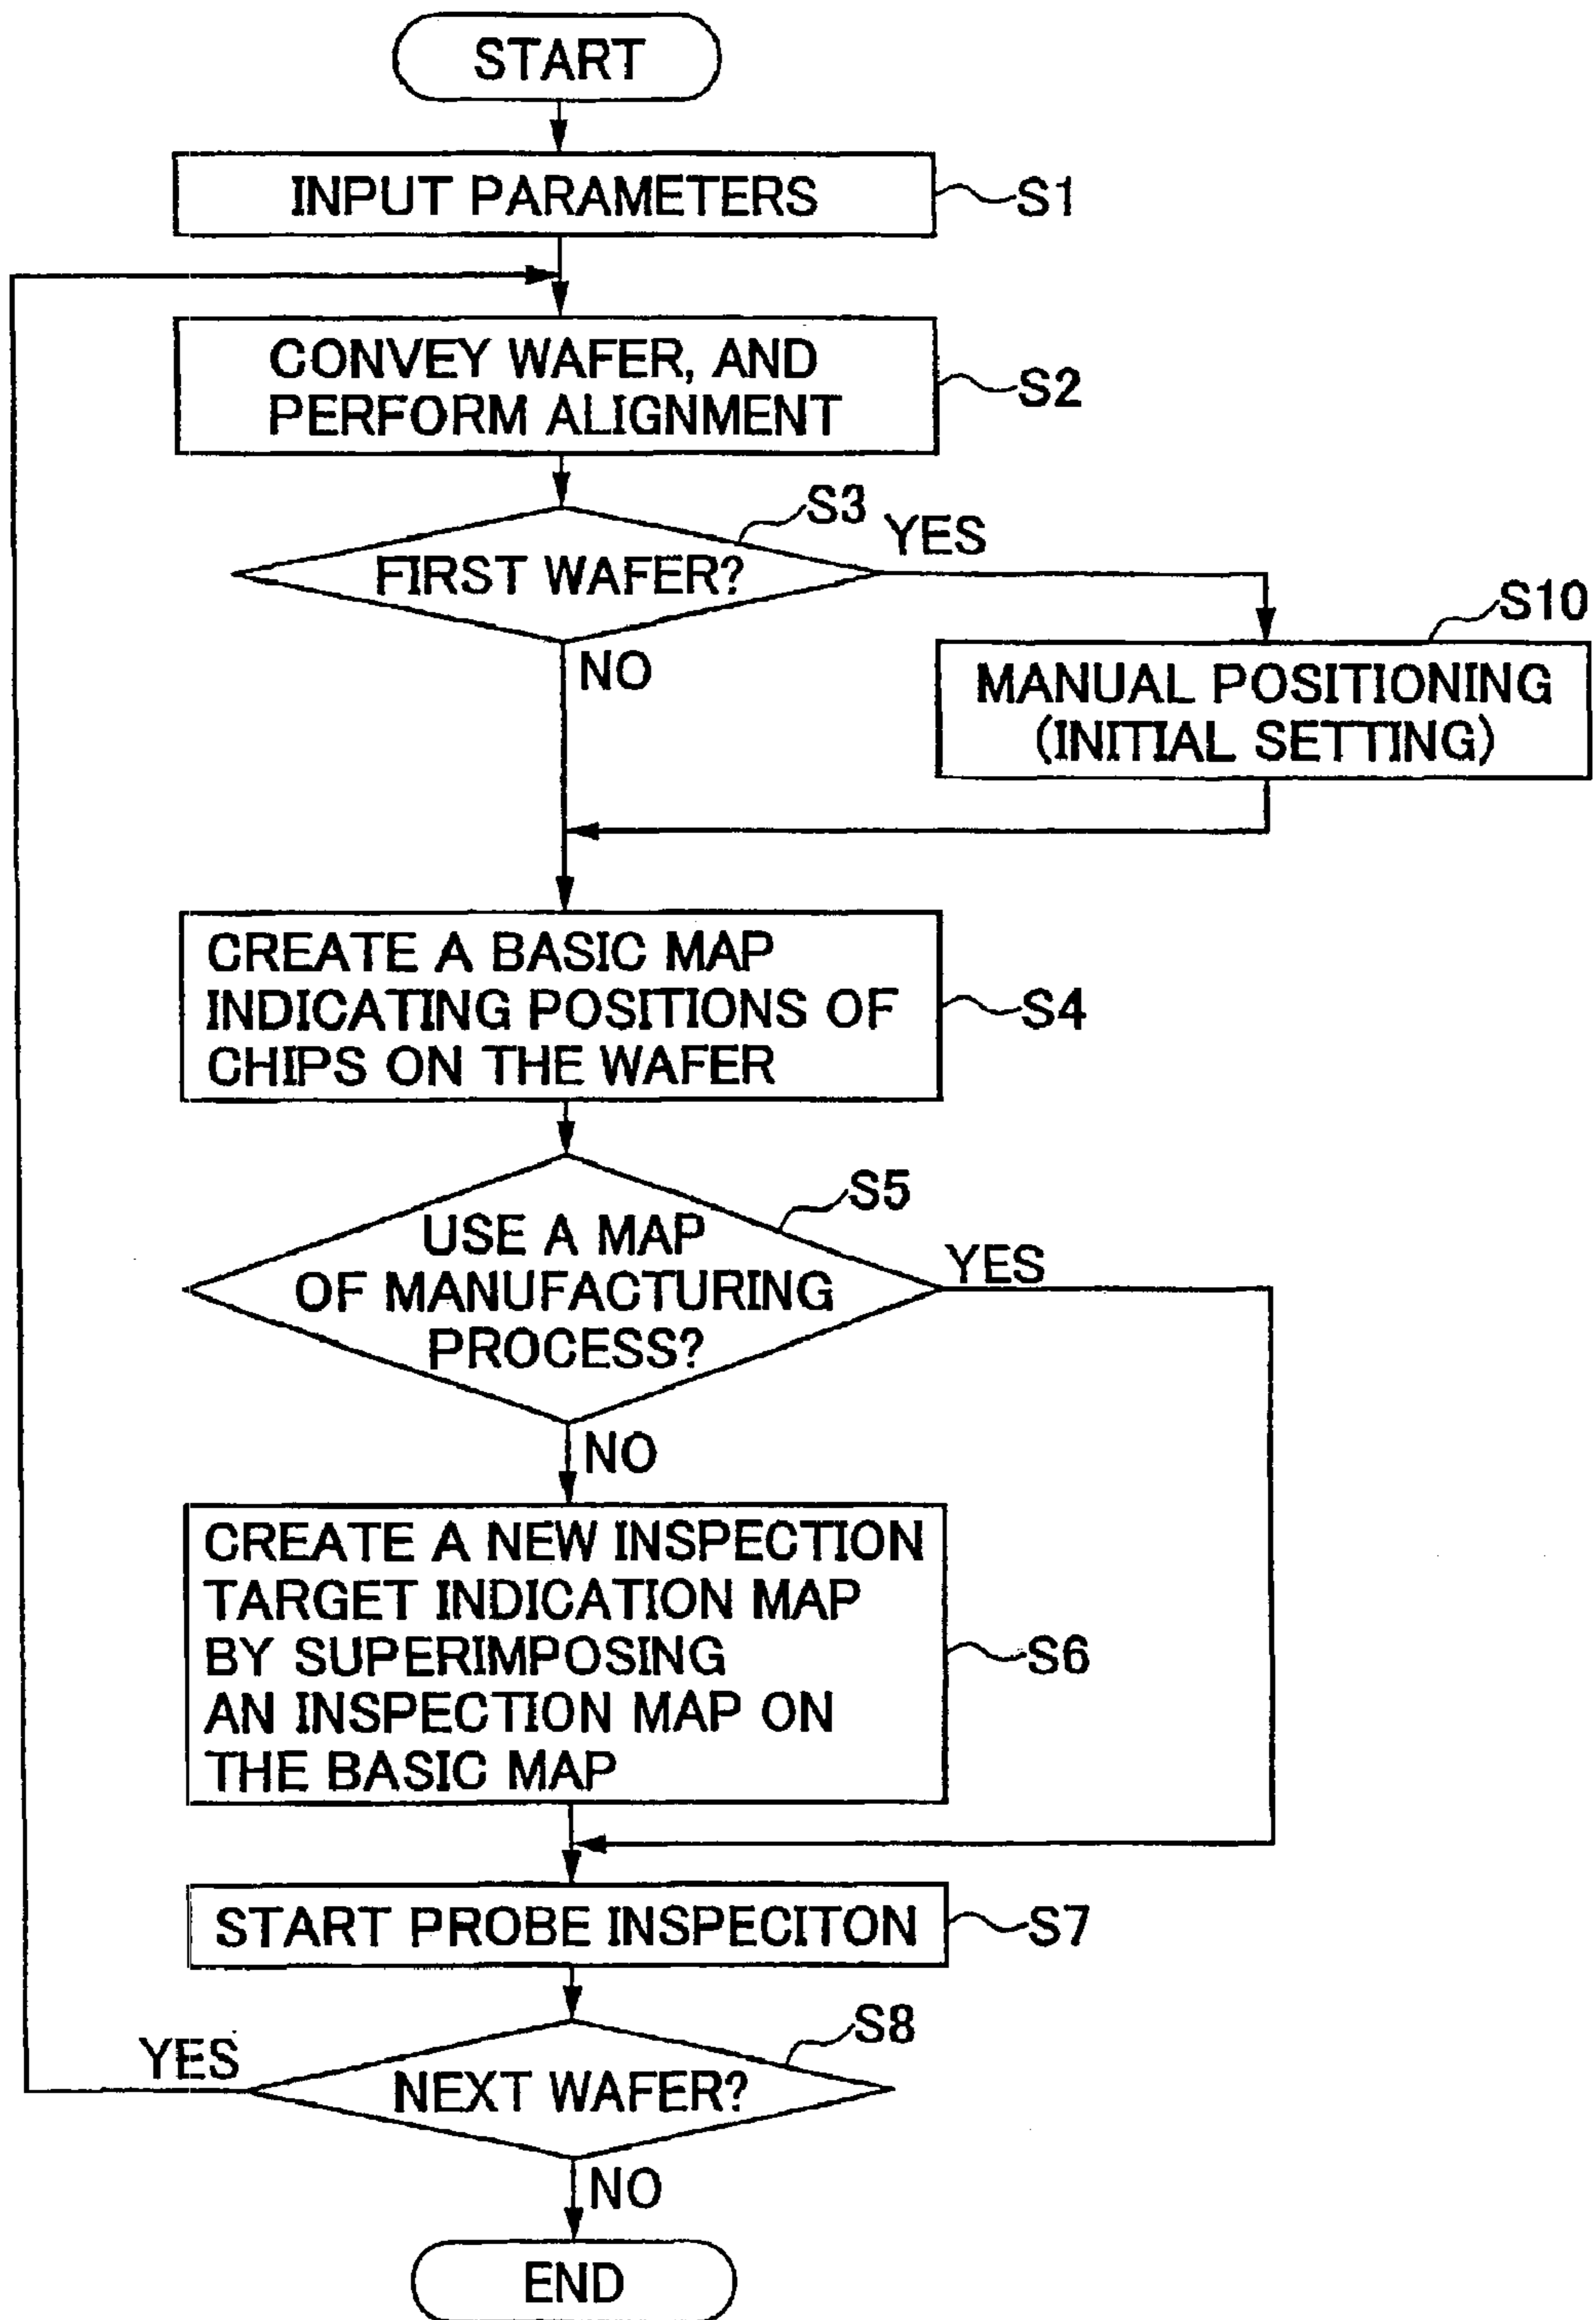 START
INPUT PARAMETERS
S1
CONVEY WAFER, AND
PERFORM ALIGNMENT
S2
S3
FIRST WAFER?
YES
NO
S10
MANUAL POSITIONING
(INITIAL SETTING)
CREATE A BASIC MAP
INDICATING POSITIONS OF
CHIPS ON THE WAFER
S4
S5
USE A MAP
OF MANUFACTURING
PROCESS?
YES
NO
CREATE A NEW INSPECTION
TARGET INDICATION MAP
BY SUPERIMPOSING
AN INSPECTION MAP ON
THE BASIC MAP
S6
START PROBE INSPECITON
S7
S8
YES
NEXT WAFER?
NO
END